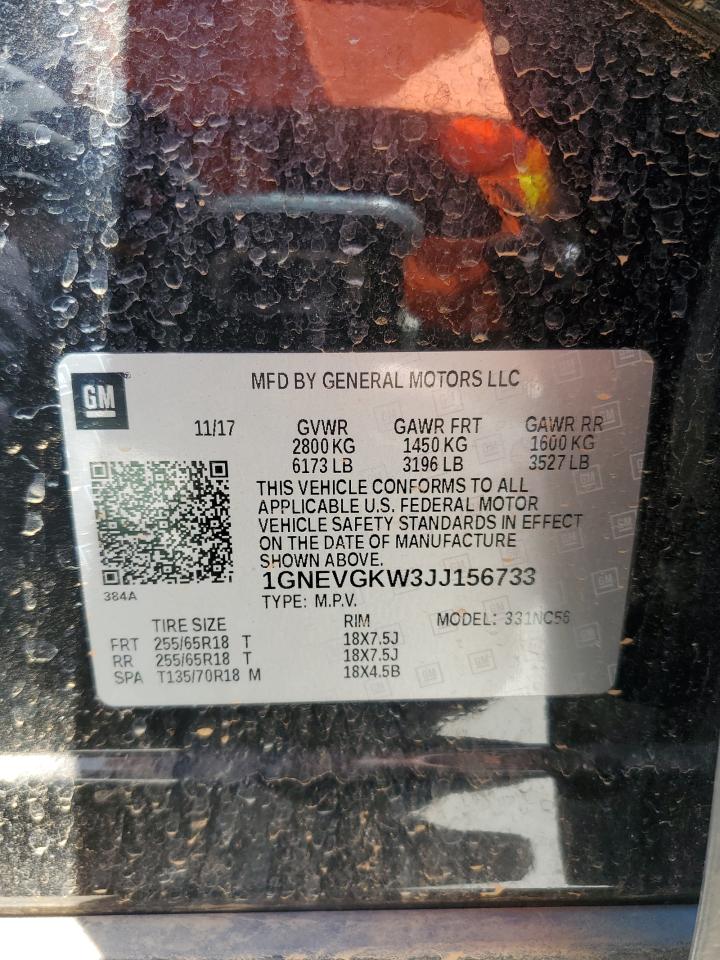 GM
MFD BY GENERAL MOTORS LLC
11/17 GVWR GAWR FRT GAWR RR
2800 KG 1450 KG 1600 KG
6173 LB 3196 LB 3527 LB
THIS VEHICLE CONFORMS TO ALL
APPLICABLE U.S. FEDERAL MOTOR
VEHICLE SAFETY STANDARDS IN EFFECT
ON THE DATE OF MANUFACTURE
SHOWN ABOVE.
1GNEVGKW3JJ156733
384A
TYPE: M.P.V.
TIRE SIZE RIM MODEL: 331NC56
FRT 255/65R18 T 18X7.5J
RR 255/65R18 T 18X7.5J
SPA T135/70R18 M 18X4.5B